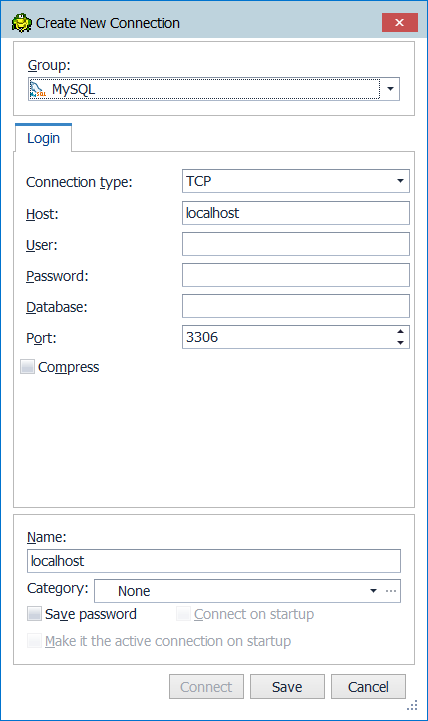 Create New Connection
Group:
MySQL
Login
Connection type: TCP
Host: localhost
User:
Password:
Database:
Port: 3306
Compress
Name:
localhost
Category: None ...
Save password Connect on startup
Make it the active connection on startup
Connect Save Cancel